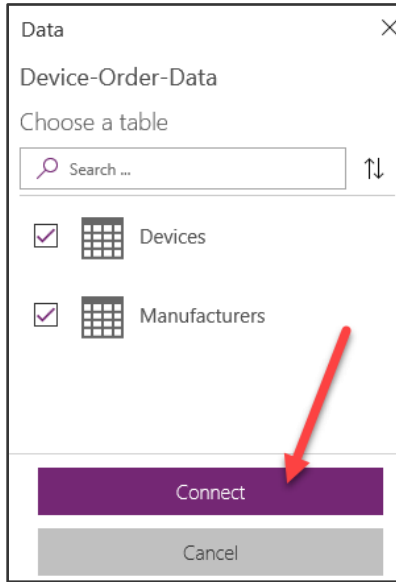 Data
Device-Order-Data
Choose a table
Search ...
Devices
Manufacturers
Connect
Cancel